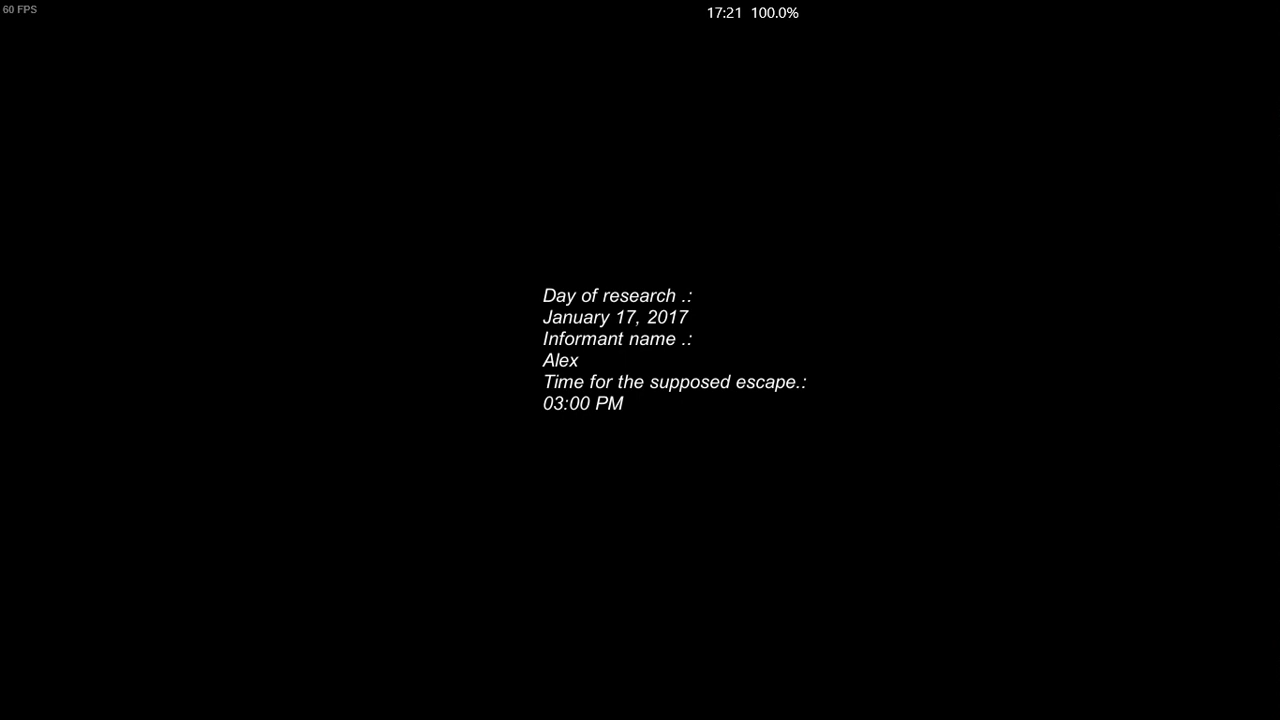 60 FPS
17:21 100.0%
Day of research .:
January 17, 2017
Informant name .:
Alex
Time for the supposed escape.:
03:00 PM